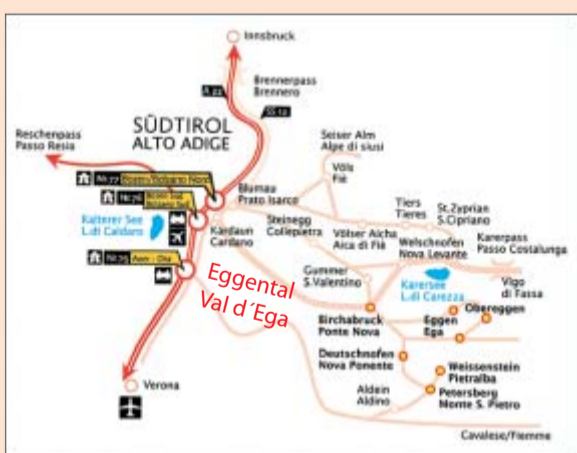 Innsbruck
Brennerpass
Brennero
A 22
SS 12
SÜDTIROL
ALTO ADIGE
Reschenpass
Passo Resia
Seiser Alm
Alpe di siusi
Völs
Fiè
Blumau
Prato Isarco
Kalterer See
L.di Caldaro
Kardaun
Cardano
Steinegg
Collepietra
Völser Aicha
Aica di Fiè
Tiers
Tieres
St.Zyprian
S.Cipriano
Welschnofen
Nova Levante
Karerpass
Passo Costalunga
Eggental
Val d´Ega
Gummer
S.Valentino
Karersee
L.di Carezza
Vigo
di Fassa
Birchabruck
Ponte Nova
Eggen
Ega
Obereggen
Deutschnofen
Nova Ponente
Weissenstein
Pietralba
Petersberg
Monte S. Pietro
Aldein
Aldino
Verona
Cavalese/Fiemme